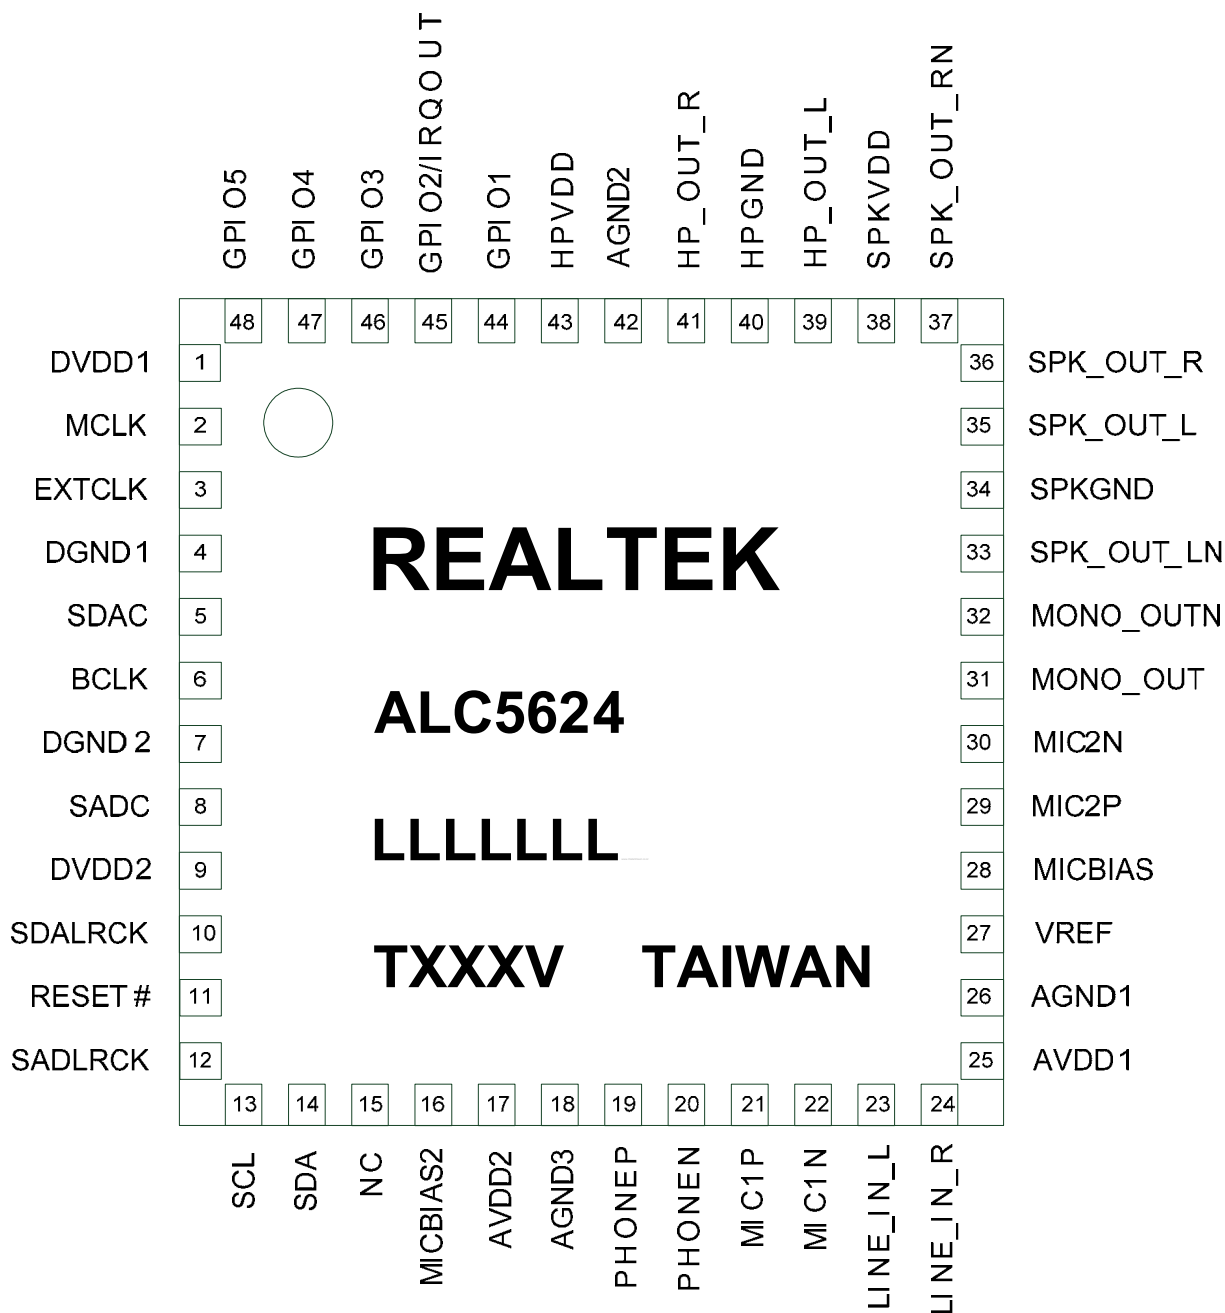 GPIO5
GPIO4
GPIO3
GPIO2/IRQOUT
GPIO1
HPVDD
AGND2
HP_OUT_R
HPGND
HP_OUT_L
SPKVDD
SPK_OUT_RN
48 47 46 45 44 43 42 41 40 39 38 37
DVDD1 1 36 SPK_OUT_R
MCLK 2 35 SPK_OUT_L
EXTCLK 3 34 SPKGND
DGND1 4 33 SPK_OUT_LN
SDAC 5 32 MONO_OUTN
BCLK 6 31 MONO_OUT
DGND2 7 30 MIC2N
SADC 8 29 MIC2P
DVDD2 9 28 MICBIAS
SDALRCK 10 27 VREF
RESET# 11 26 AGND1
SADLRCK 12 25 AVDD1
REALTEK
ALC5624
LLLLLLL
TXXXV TAIWAN
13 14 15 16 17 18 19 20 21 22 23 24
SCL
SDA
NC
MICBIAS2
AVDD2
AGND3
PHONEP
PHONEN
MIC1P
MIC1N
LINE_IN_L
LINE_IN_R